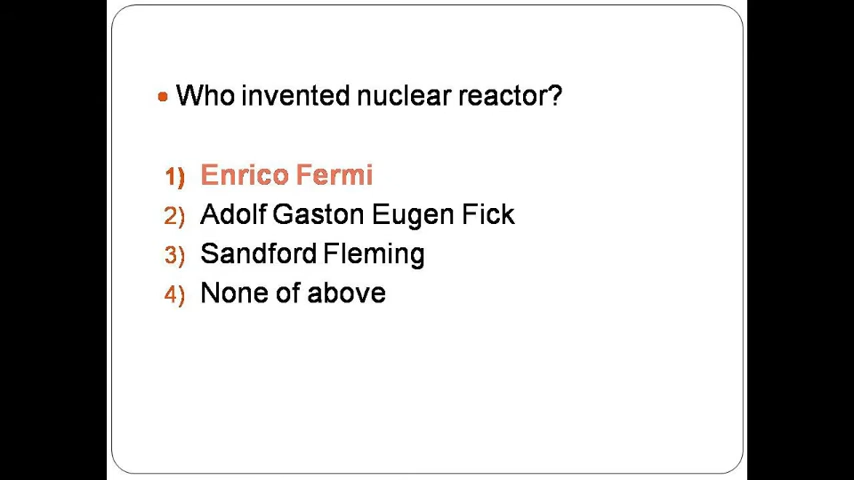 • Who invented nuclear reactor?
1) Enrico Fermi
2) Adolf Gaston Eugen Fick
3) Sandford Fleming
4) None of above